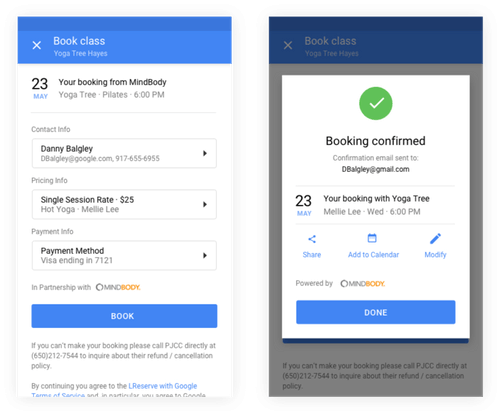 Book class
Yoga Tree Hayes
23
MAY
Your booking from MindBody
Yoga Tree · Pilates · 6:00 PM
Contact Info
Danny Balgley
DBalgley@google.com, 917-655-6955
Pricing Info
Single Session Rate · $25
Hot Yoga · Mellie Lee
Payment Info
Payment Method
Visa ending in 7121
In Partnership with MINDBODY.
BOOK
If you can't make your booking please call PJCC directly at
(650)212-7544 to inquire about their refund / cancellation
policy.
By continuing you agree to the LReserve with Google
Terms of Service and, in particular, you agree to Google
Book class
Yoga Tree Hayes
Booking confirmed
Confirmation email sent to:
DBalgley@gmail.com
23
MAY
Your booking with Yoga Tree
Mellie Lee · Wed · 6:00 PM
Share
Add to Calendar
Modify
Powered by MINDBODY.
DONE
If you can't make your booking please call PJCC directly at
(650)212-7544 to inquire about their refund / cancellation
policy.